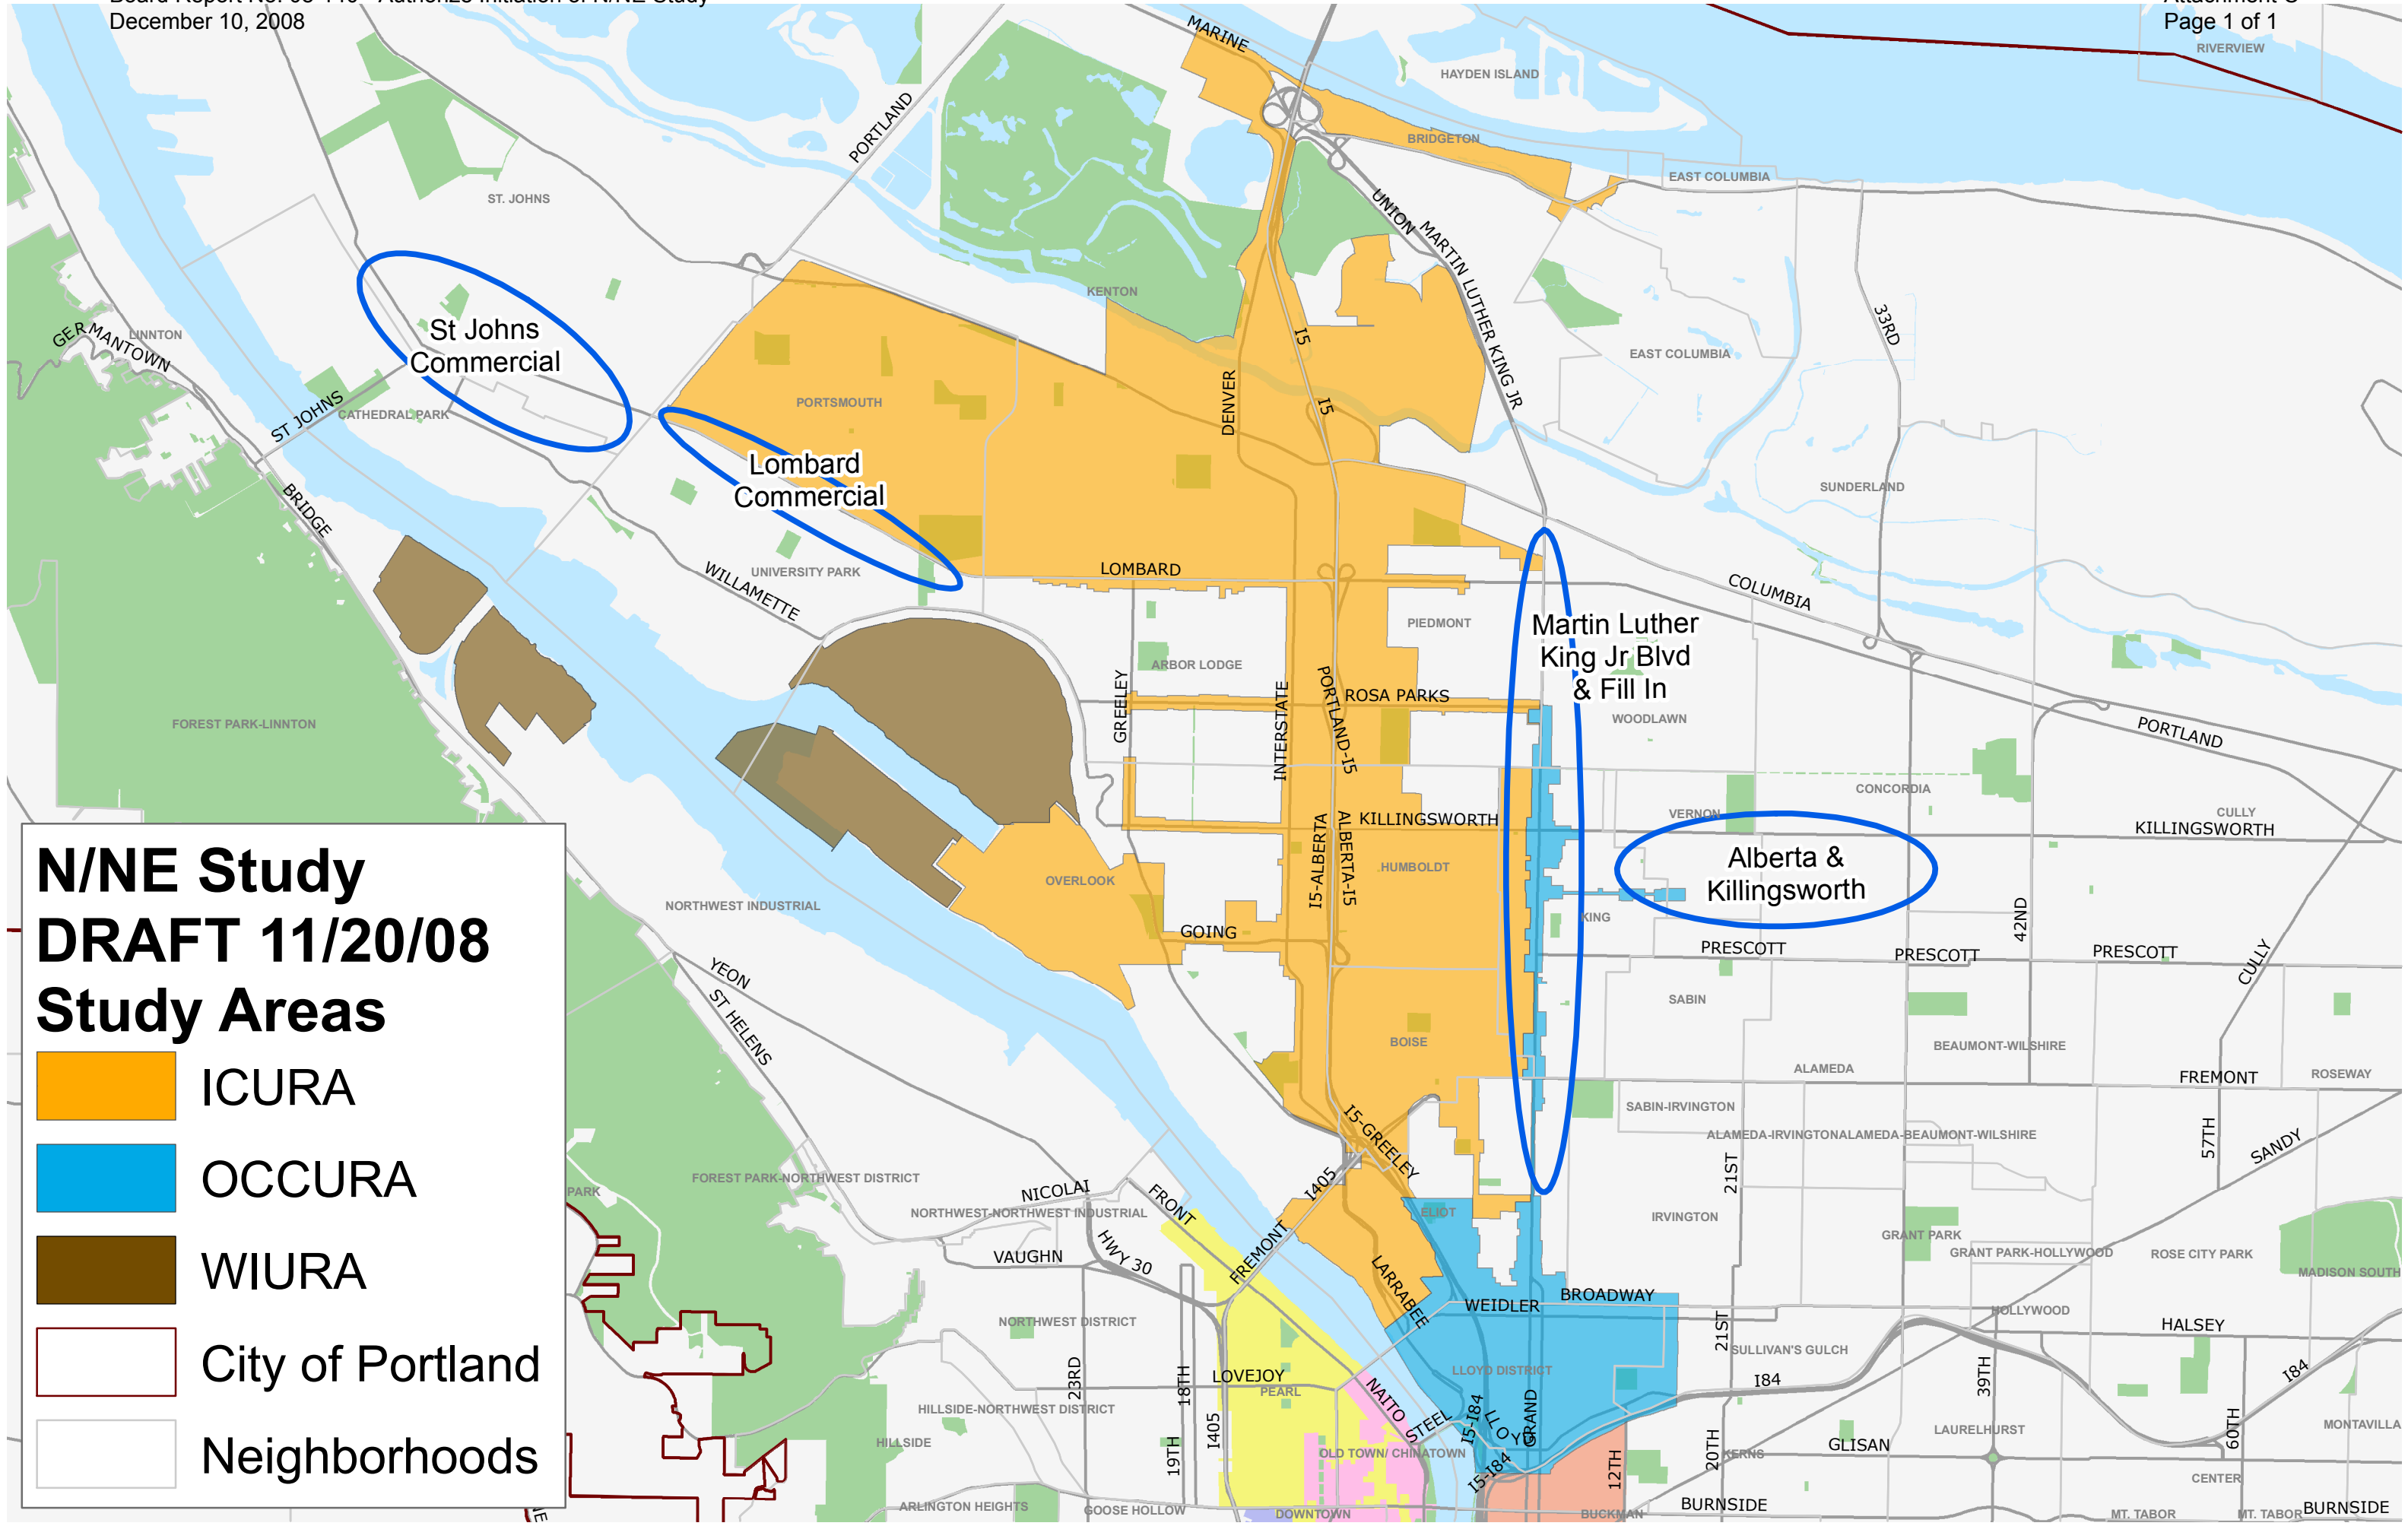 Board Report No. 08-110 - Authorize Initiation of N/NE Study
December 10, 2008
Page 1 of 1
RIVERVIEW
MARINE
HAYDEN ISLAND
PORTLAND
BRIDGETON
EAST COLUMBIA
ST. JOHNS
UNION
MARTIN LUTHER KING JR
KENTON
I5
33RD
LINNTON
GERMANTOWN
St Johns
Commercial
EAST COLUMBIA
DENVER
PORTSMOUTH
I5
ST JOHNS
CATHEDRAL PARK
Lombard
Commercial
SUNDERLAND
BRIDGE
WILLAMETTE
UNIVERSITY PARK
LOMBARD
COLUMBIA
PIEDMONT
Martin Luther
King Jr Blvd
& Fill In
ARBOR LODGE
GREELEY
INTERSTATE
PORTLAND-I5
ROSA PARKS
WOODLAWN
FOREST PARK-LINNTON
PORTLAND
CONCORDIA
VERNON
CULLY
KILLINGSWORTH
KILLINGSWORTH
I5-ALBERTA
ALBERTA-I5
HUMBOLDT
Alberta &
Killingsworth
OVERLOOK
NORTHWEST INDUSTRIAL
KING
42ND
GOING
PRESCOTT
PRESCOTT
PRESCOTT
CULLY
YEON
ST HELENS
SABIN
BOISE
BEAUMONT-WILSHIRE
ALAMEDA
FREMONT
ROSEWAY
SABIN-IRVINGTON
I5-GREELEY
ALAMEDA-IRVINGTON
ALAMEDA-BEAUMONT-WILSHIRE
57TH
SANDY
21ST
FOREST PARK-NORTHWEST DISTRICT
PARK
NICOLAI
FRONT
I405
NORTHWEST-NORTHWEST INDUSTRIAL
ELIOT
IRVINGTON
GRANT PARK
GRANT PARK-HOLLYWOOD
ROSE CITY PARK
MADISON SOUTH
VAUGHN
HWY 30
FREMONT
LARRABEE
WEIDLER
BROADWAY
HOLLYWOOD
NORTHWEST DISTRICT
21ST
HALSEY
SULLIVAN'S GULCH
LLOYD DISTRICT
23RD
18TH
LOVEJOY
PEARL
NAITO
I84
39TH
I84
HILLSIDE-NORTHWEST DISTRICT
STEEL
I5-I84
LLOYD
GRAND
LAURELHURST
MONTAVILLA
HILLSIDE
19TH
I405
OLD TOWN/ CHINATOWN
I5-I84
12TH
20TH
KERNS
GLISAN
60TH
CENTER
ARLINGTON HEIGHTS
GOOSE HOLLOW
DOWNTOWN
BUCKMAN
BURNSIDE
MT. TABOR
MT. TABOR
BURNSIDE
N/NE Study
DRAFT 11/20/08
Study Areas
ICURA
OCCURA
WIURA
City of Portland
Neighborhoods